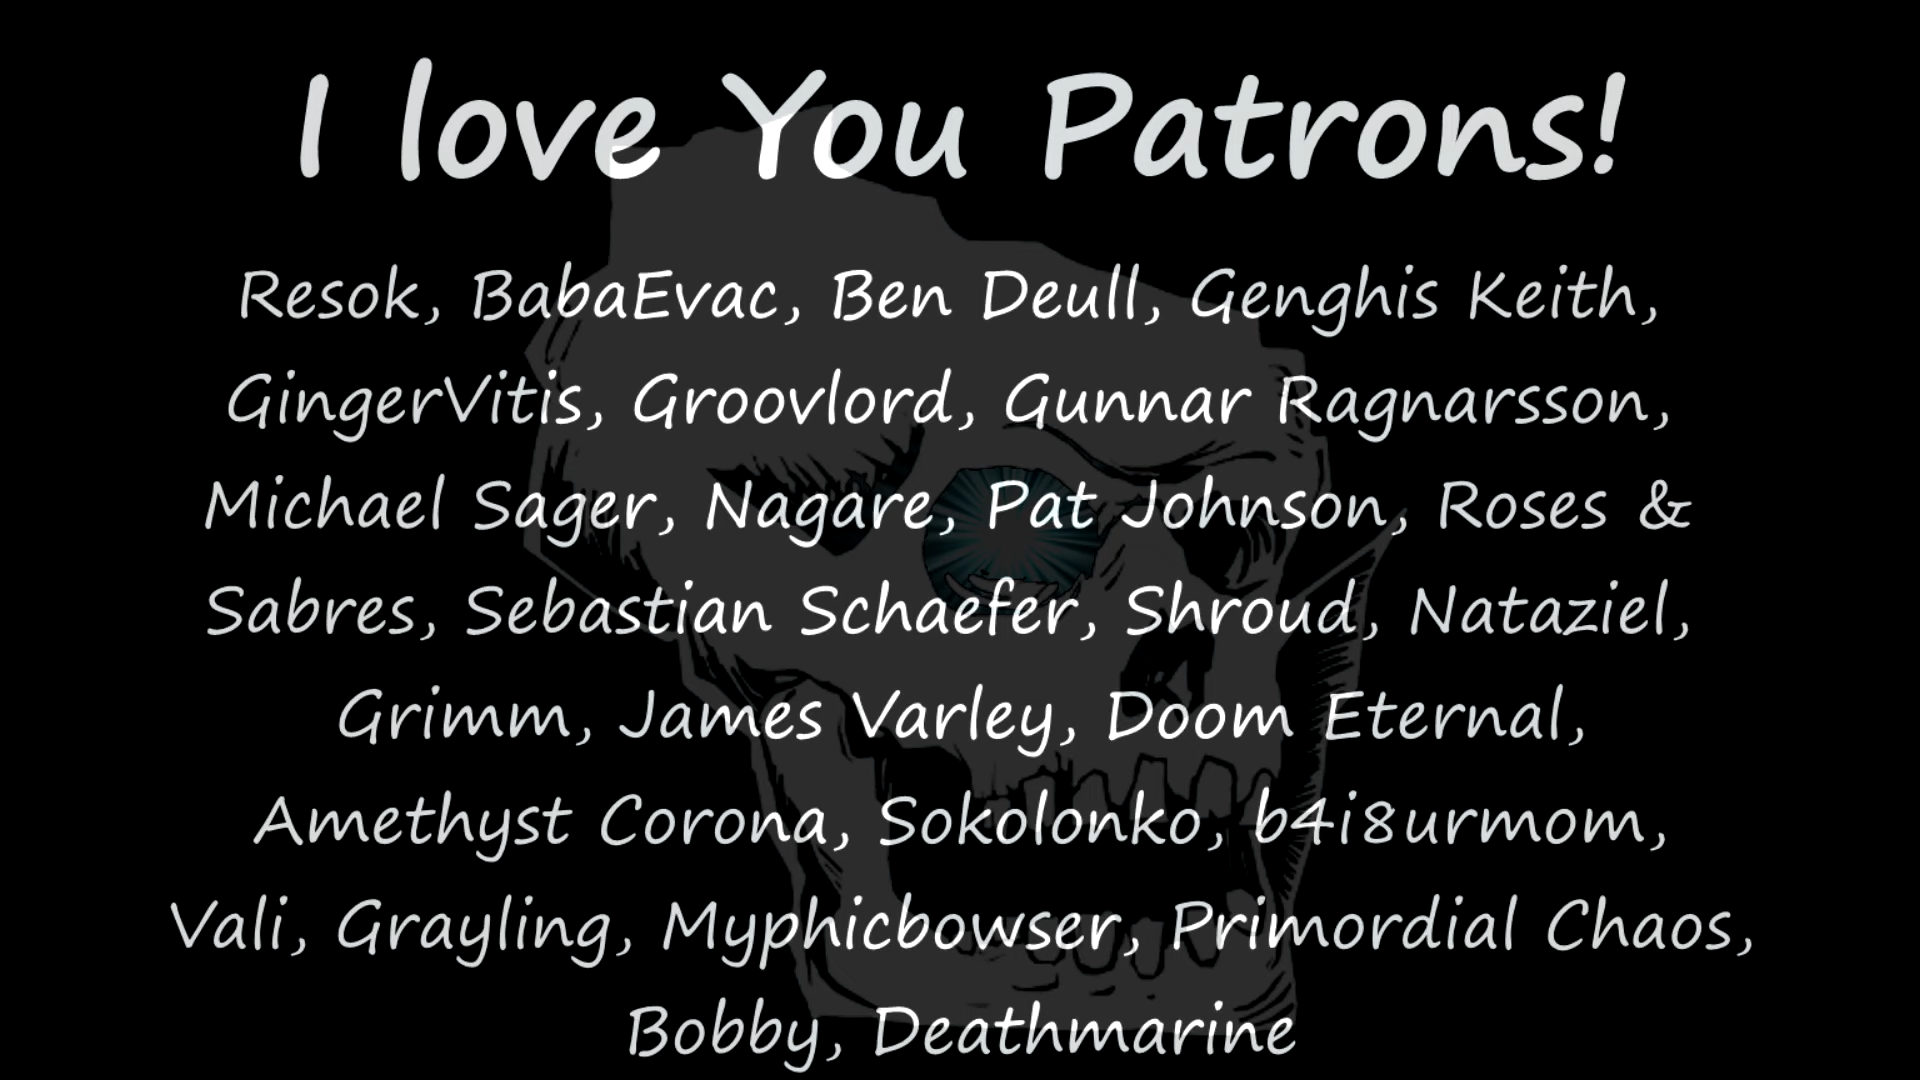 I love You Patrons!
Resok, BabaEvac, Ben Deull, Genghis Keith,
GingerVitis, Groovlord, Gunnar Ragnarsson,
Michael Sager, Nagare, Pat Johnson, Roses &
Sabres, Sebastian Schaefer, Shroud, Nataziel,
Grimm, James Varley, Doom Eternal,
Amethyst Corona, Sokolonko, b4i8urmom,
Vali, Grayling, Myphicbowser, Primordial Chaos,
Bobby, Deathmarine